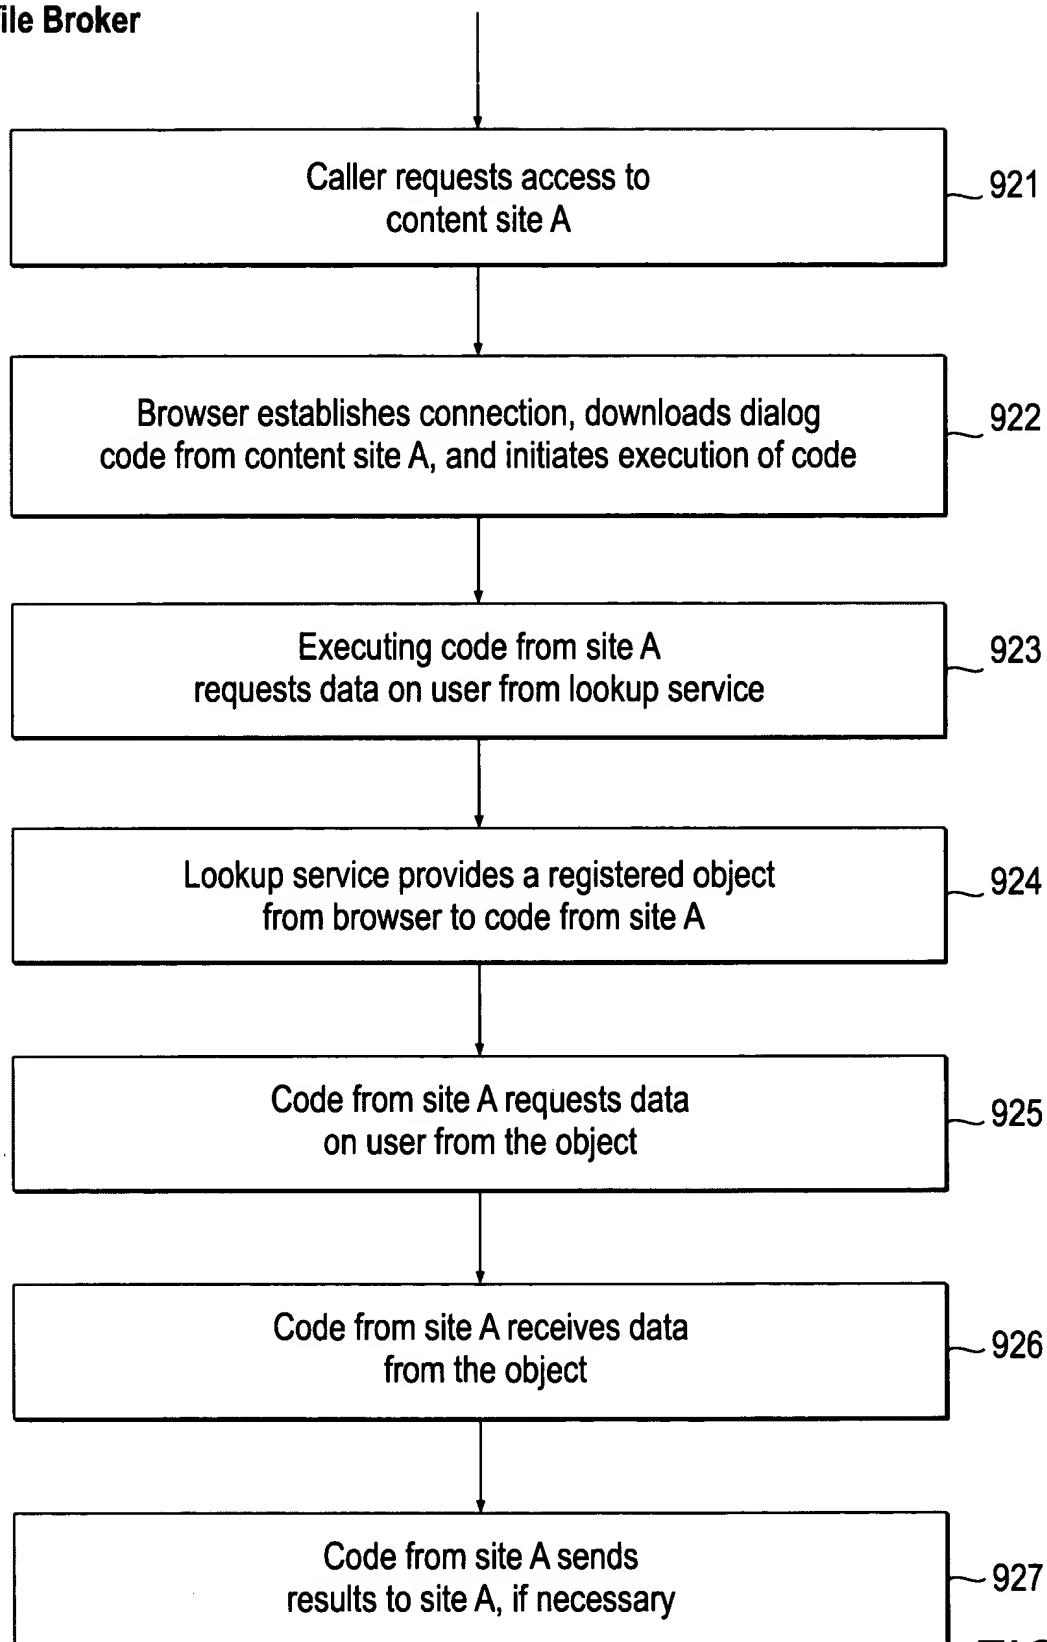 file Broker
Caller requests access to
content site A
921
Browser establishes connection, downloads dialog
code from content site A, and initiates execution of code
922
Executing code from site A
requests data on user from lookup service
923
Lookup service provides a registered object
from browser to code from site A
924
Code from site A requests data
on user from the object
925
Code from site A receives data
from the object
926
Code from site A sends
results to site A, if necessary
927